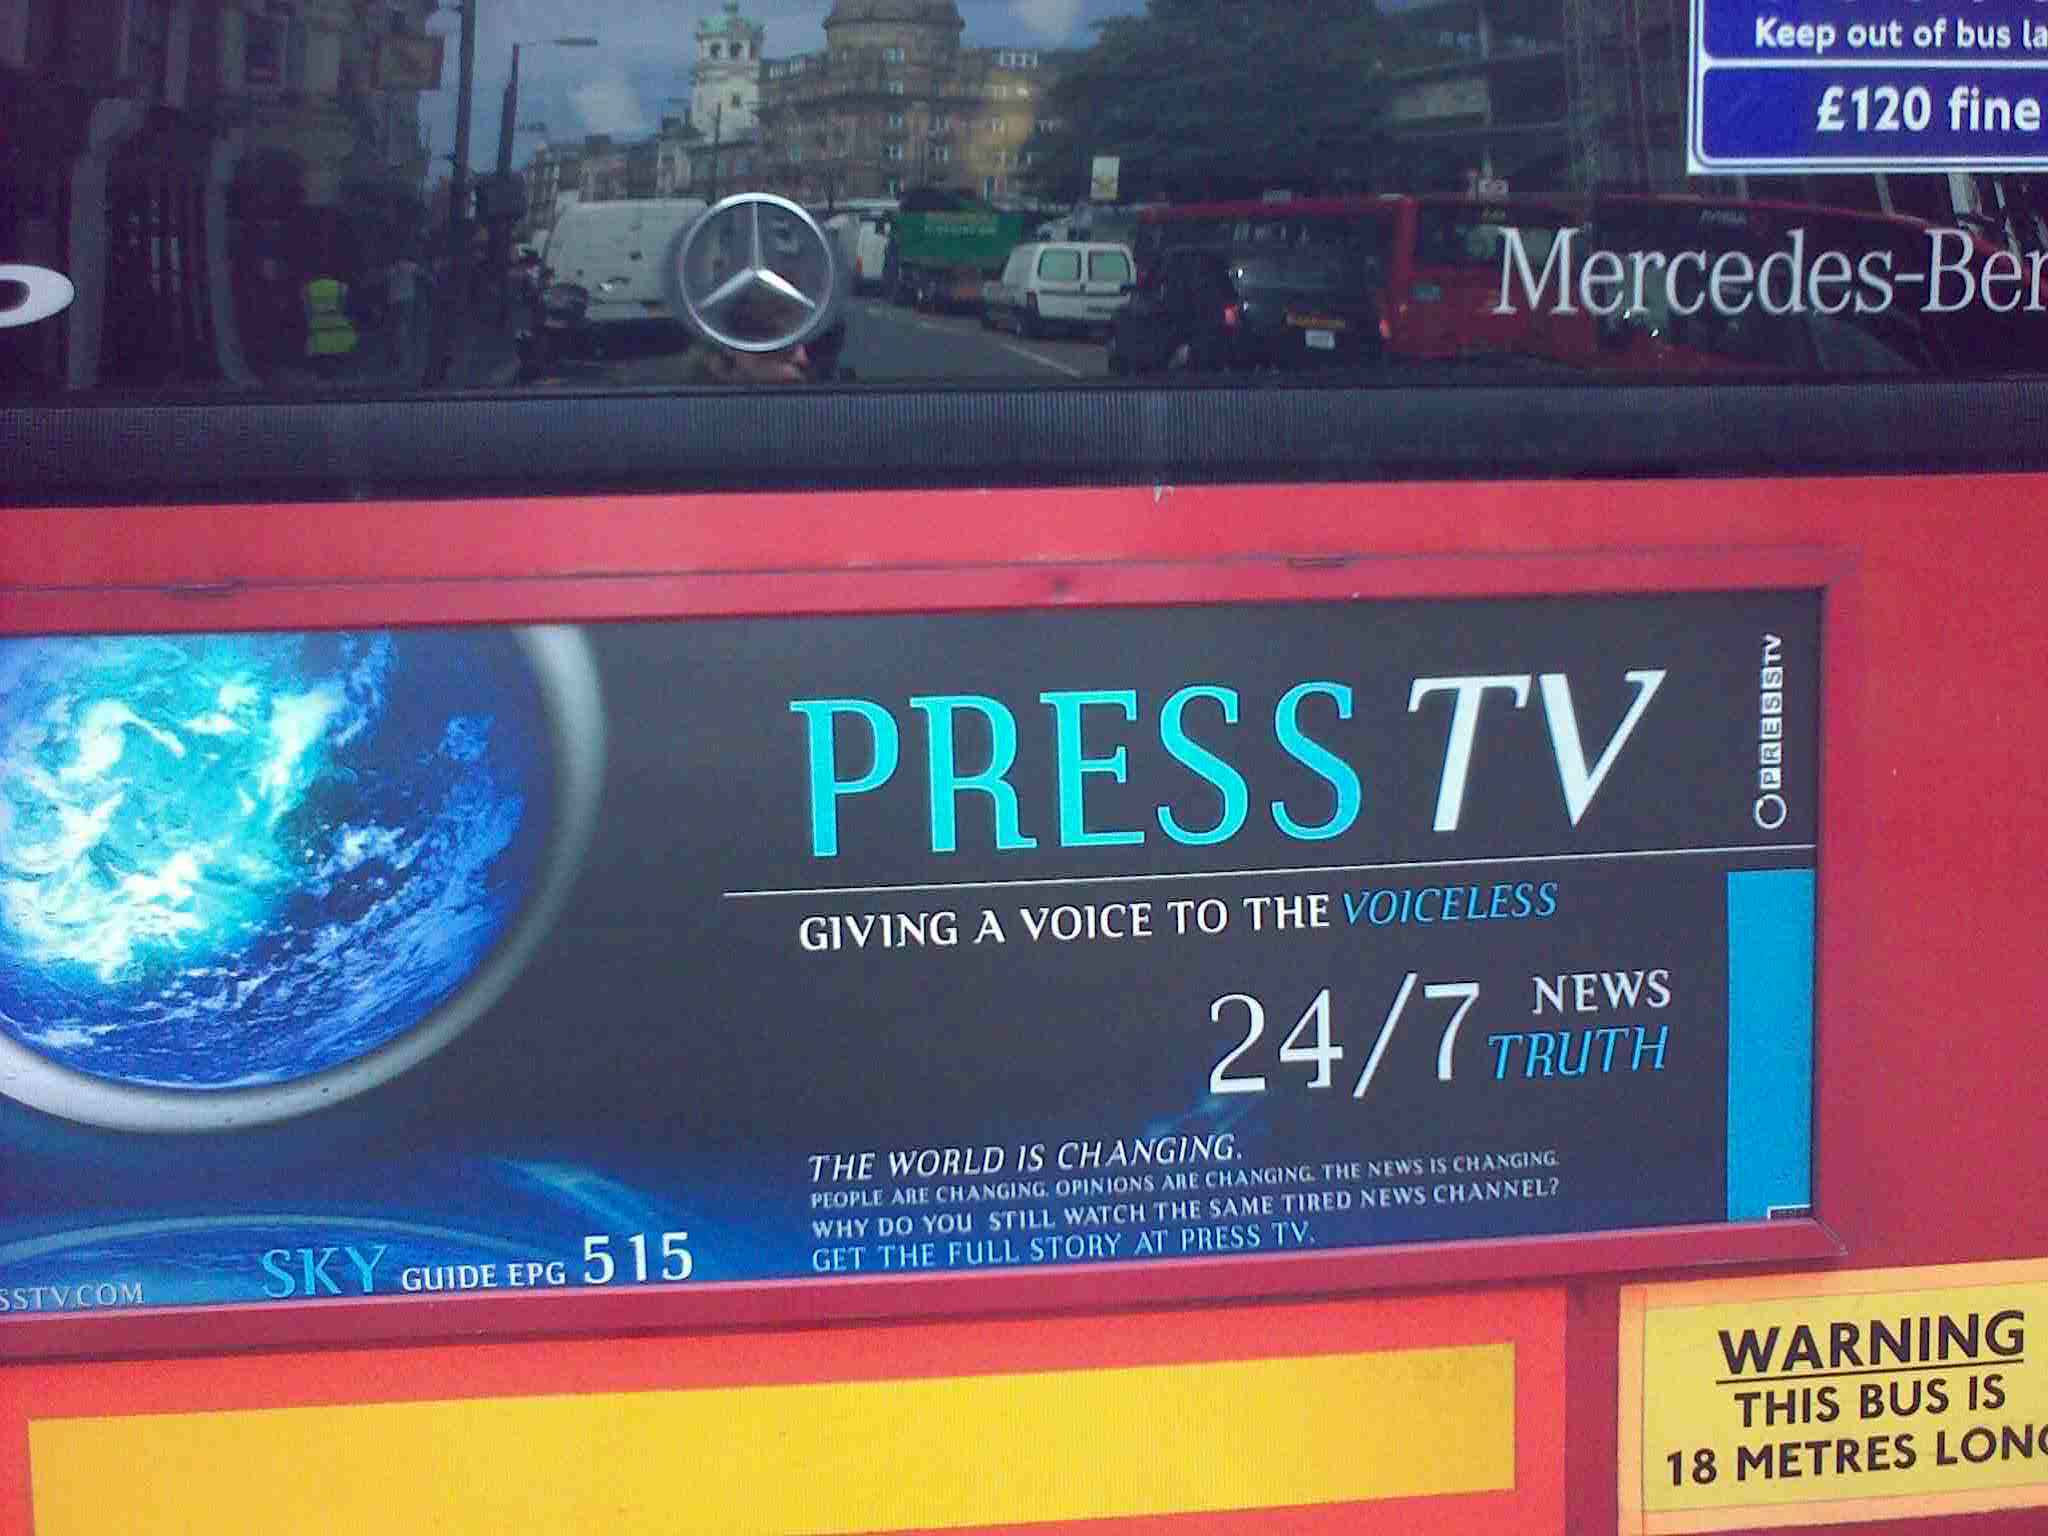 Keep out of bus la
£120 fine
Mercedes-Ben
PRESS TV
PRESSTV
GIVING A VOICE TO THE VOICELESS
24/7 NEWS
TRUTH
THE WORLD IS CHANGING.
PEOPLE ARE CHANGING. OPINIONS ARE CHANGING. THE NEWS IS CHANGING.
WHY DO YOU STILL WATCH THE SAME TIRED NEWS CHANNEL?
GET THE FULL STORY AT PRESS TV.
SKY GUIDE EPG 515
SSTV.COM
WARNING
THIS BUS IS
18 METRES LONG